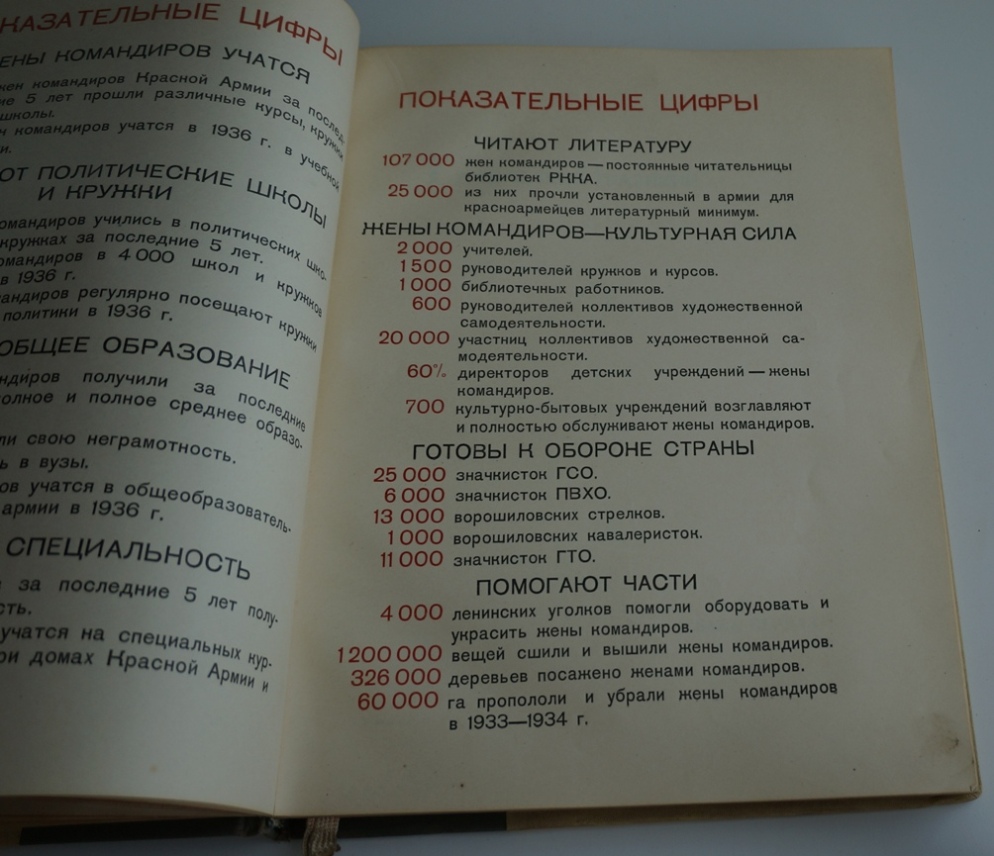 ПОКАЗАТЕЛЬНЫЕ ЦИФРЫ
КОМАНДИРОВ УЧАТСЯ
командиров Красной Армии за
5 лет прошли различные курсы,
школы.
командиров учатся в 1936 г. в учебной
ПОЛИТИЧЕСКИЕ ШКОЛЫ
И КРУЖКИ
учились в политических
кружках за последние 5 лет.
в 4 000 школ и кружков
в 1936 г.
регулярно посещают кружки
политики в 1936 г.
ОБЩЕЕ ОБРАЗОВАНИЕ
получили за последние
и полное среднее образо-
свою неграмотность.
в вузы.
учатся в общеобразователь-
армии в 1936 г.
СПЕЦИАЛЬНОСТЬ
за последние 5 лет полу-
учатся на специальных кур-
домах Красной Армии и
ПОКАЗАТЕЛЬНЫЕ ЦИФРЫ
ЧИТАЮТ ЛИТЕРАТУРУ
107 000 жен командиров — постоянные читательницы
библиотек РККА.
25 000 из них прочли установленный в армии для
красноармейцев литературный минимум.
ЖЕНЫ КОМАНДИРОВ—КУЛЬТУРНАЯ СИЛА
2 000 учителей.
1 500 руководителей кружков и курсов.
1 000 библиотечных работников.
600 руководителей коллективов художественной
самодеятельности.
20 000 участниц коллективов художественной са-
модеятельности.
60% директоров детских учреждений — жены
командиров.
700 культурно-бытовых учреждений возглавляют
и полностью обслуживают жены командиров.
ГОТОВЫ К ОБОРОНЕ СТРАНЫ
25 000 значкисток ГСО.
6 000 значкисток ПВХО.
13 000 ворошиловских стрелков.
1 000 ворошиловских кавалеристок.
11 000 значкисток ГТО.
ПОМОГАЮТ ЧАСТИ
4 000 ленинских уголков помогли оборудовать и
украсить жены командиров.
1 200 000 вещей сшили и вышили жены командиров.
326 000 деревьев посажено женами командиров.
60 000 га пропололи и убрали жены командиров
в 1933—1934 г.